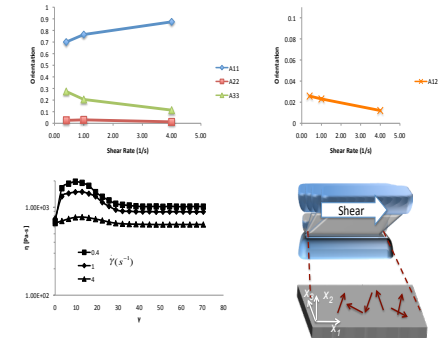 1
0.9
0.8
0.7
0.6
0.5
0.4
0.3
0.2
0.1
0
Orientation
0.00 1.00 2.00 3.00 4.00 5.00
Shear Rate (1/s)
A11
A22
A33
0.1
0.08
0.06
0.04
0.02
0
Orientation
0.00 1.00 2.00 3.00 4.00 5.00
Shear Rate (1/s)
A12
1.00E+03
1.00E+02
η [Pa•s]
0.4
1
4
γ̇(s⁻¹)
0 10 20 30 40 50 60 70 80
γ
Shear
X₃
X₂
X₁